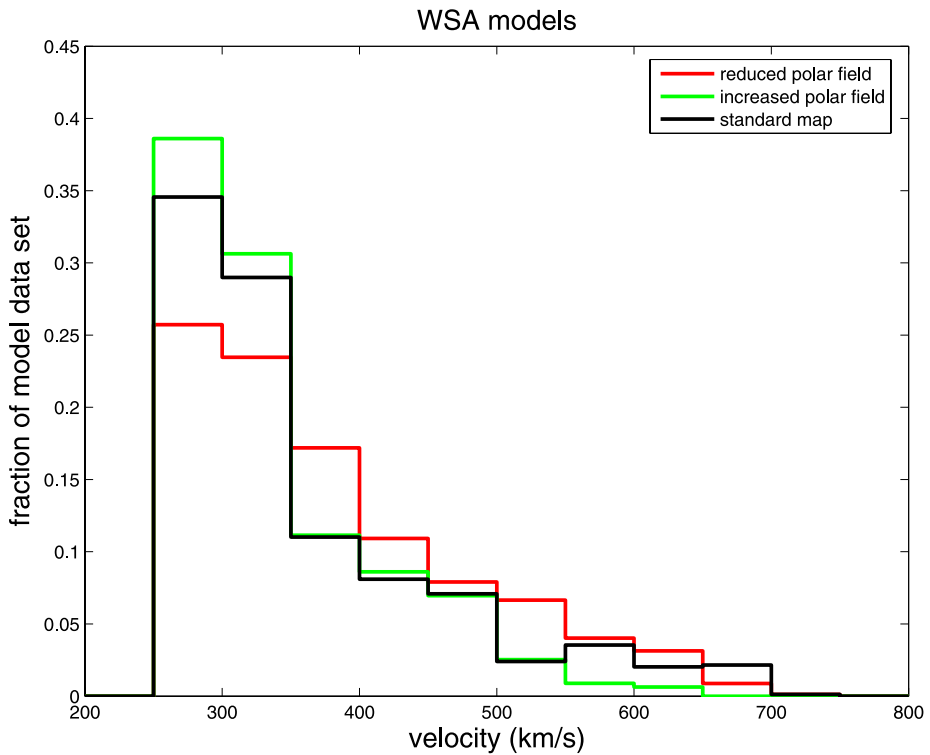 WSA models
0.45
0.4
0.35
0.3
0.25
0.2
0.15
0.1
0.05
0
fraction of model data set
reduced polar field
increased polar field
standard map
200 300 400 500 600 700 800
velocity (km/s)